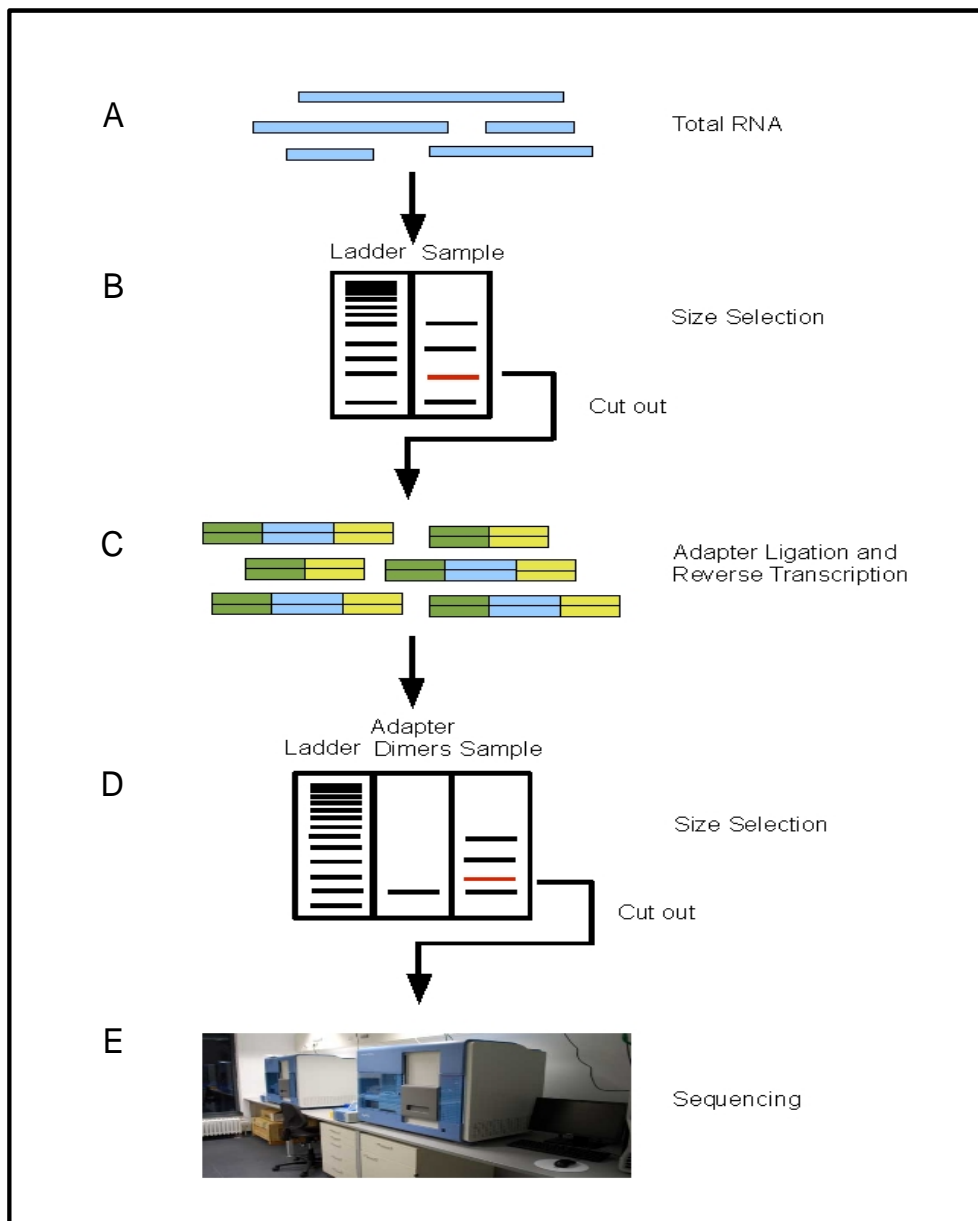 A
Total RNA
Ladder Sample
B
Size Selection
Cut out
C
Adapter Ligation and
Reverse Transcription
Adapter
Ladder Dimers Sample
D
Size Selection
Cut out
E
Sequencing